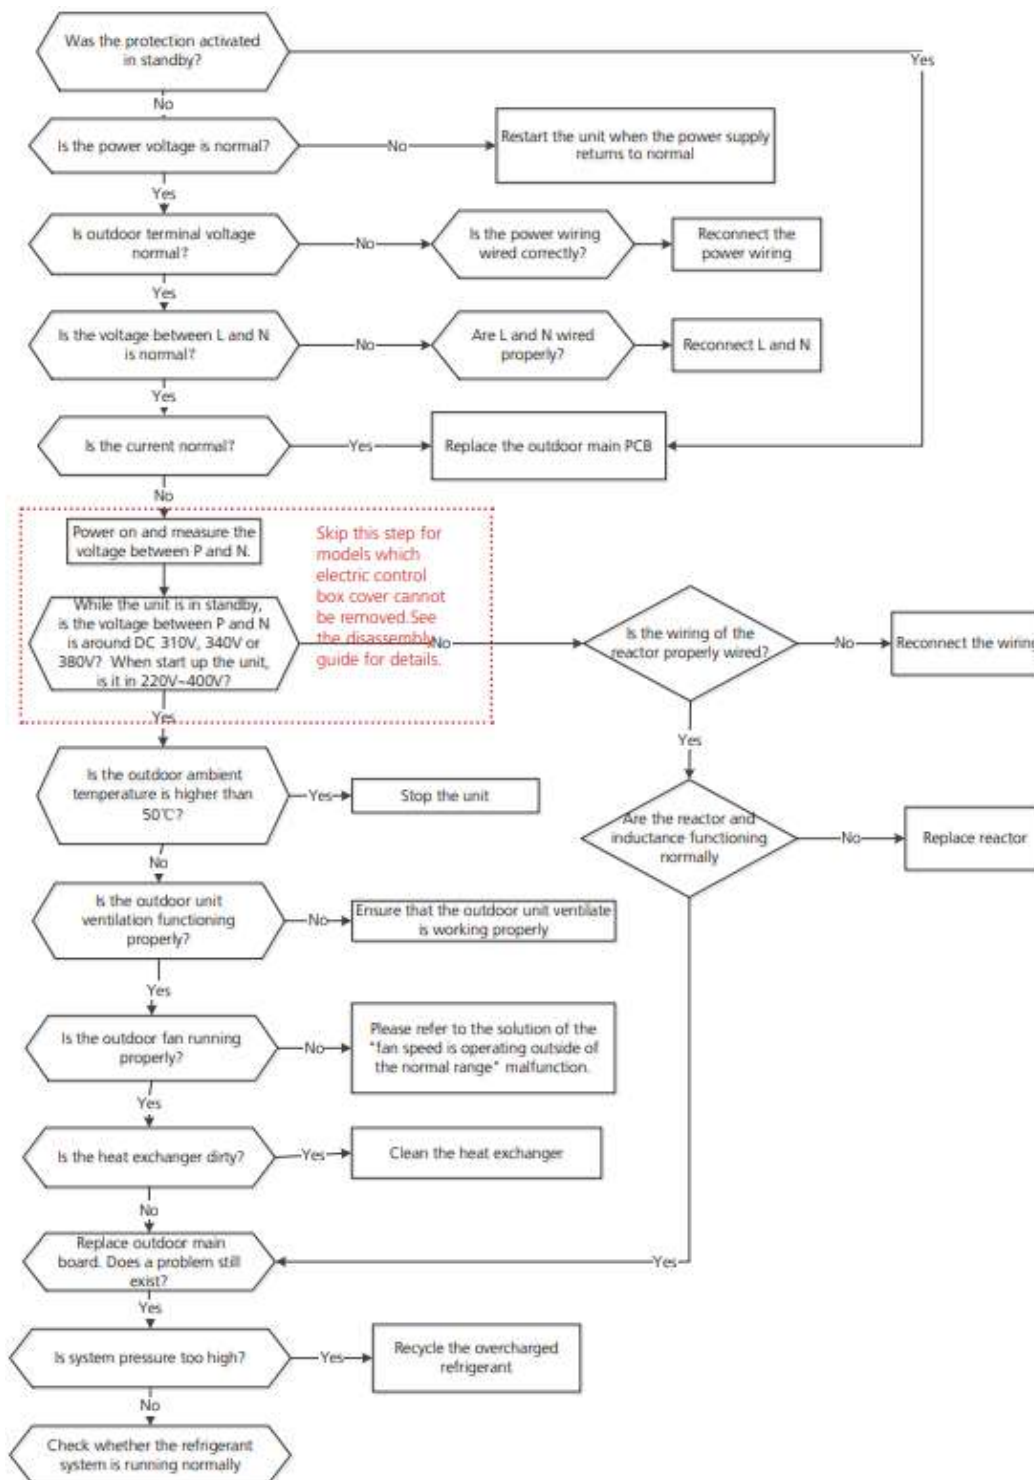 Was the protection activated
in standby?
Yes
No
Is the power voltage is normal?
No
Restart the unit when the power supply
returns to normal
Yes
Is outdoor terminal voltage
normal?
No
Is the power wiring
wired correctly?
Reconnect the
power wiring
Yes
Is the voltage between L and N
is normal?
No
Are L and N wired
properly?
Reconnect L and N
Yes
Is the current normal?
Yes
Replace the outdoor main PCB
No
Power on and measure the
voltage between P and N.
Skip this step for
models which
electric control
box cover cannot
be removed.See
the disassembly
guide for details.
While the unit is in standby,
is the voltage between P and N
is around DC 310V, 340V or
380V? When start up the unit,
is it in 220V~400V?
No
Is the wiring of the
reactor properly wired?
No
Reconnect the wiring
Yes
Yes
Is the outdoor ambient
temperature is higher than
50℃?
Yes
Stop the unit
Are the reactor and
inductance functioning
normally
No
Replace reactor
No
Is the outdoor unit
ventilation functioning
properly?
No
Ensure that the outdoor unit ventilate
is working properly
Yes
Is the outdoor fan running
properly?
No
Please refer to the solution of the
"fan speed is operating outside of
the normal range" malfunction.
Yes
Is the heat exchanger dirty?
Yes
Clean the heat exchanger
No
Replace outdoor main
board. Does a problem still
exist?
Yes
Yes
Is system pressure too high?
Yes
Recycle the overcharged
refrigerant
No
Check whether the refrigerant
system is running normally